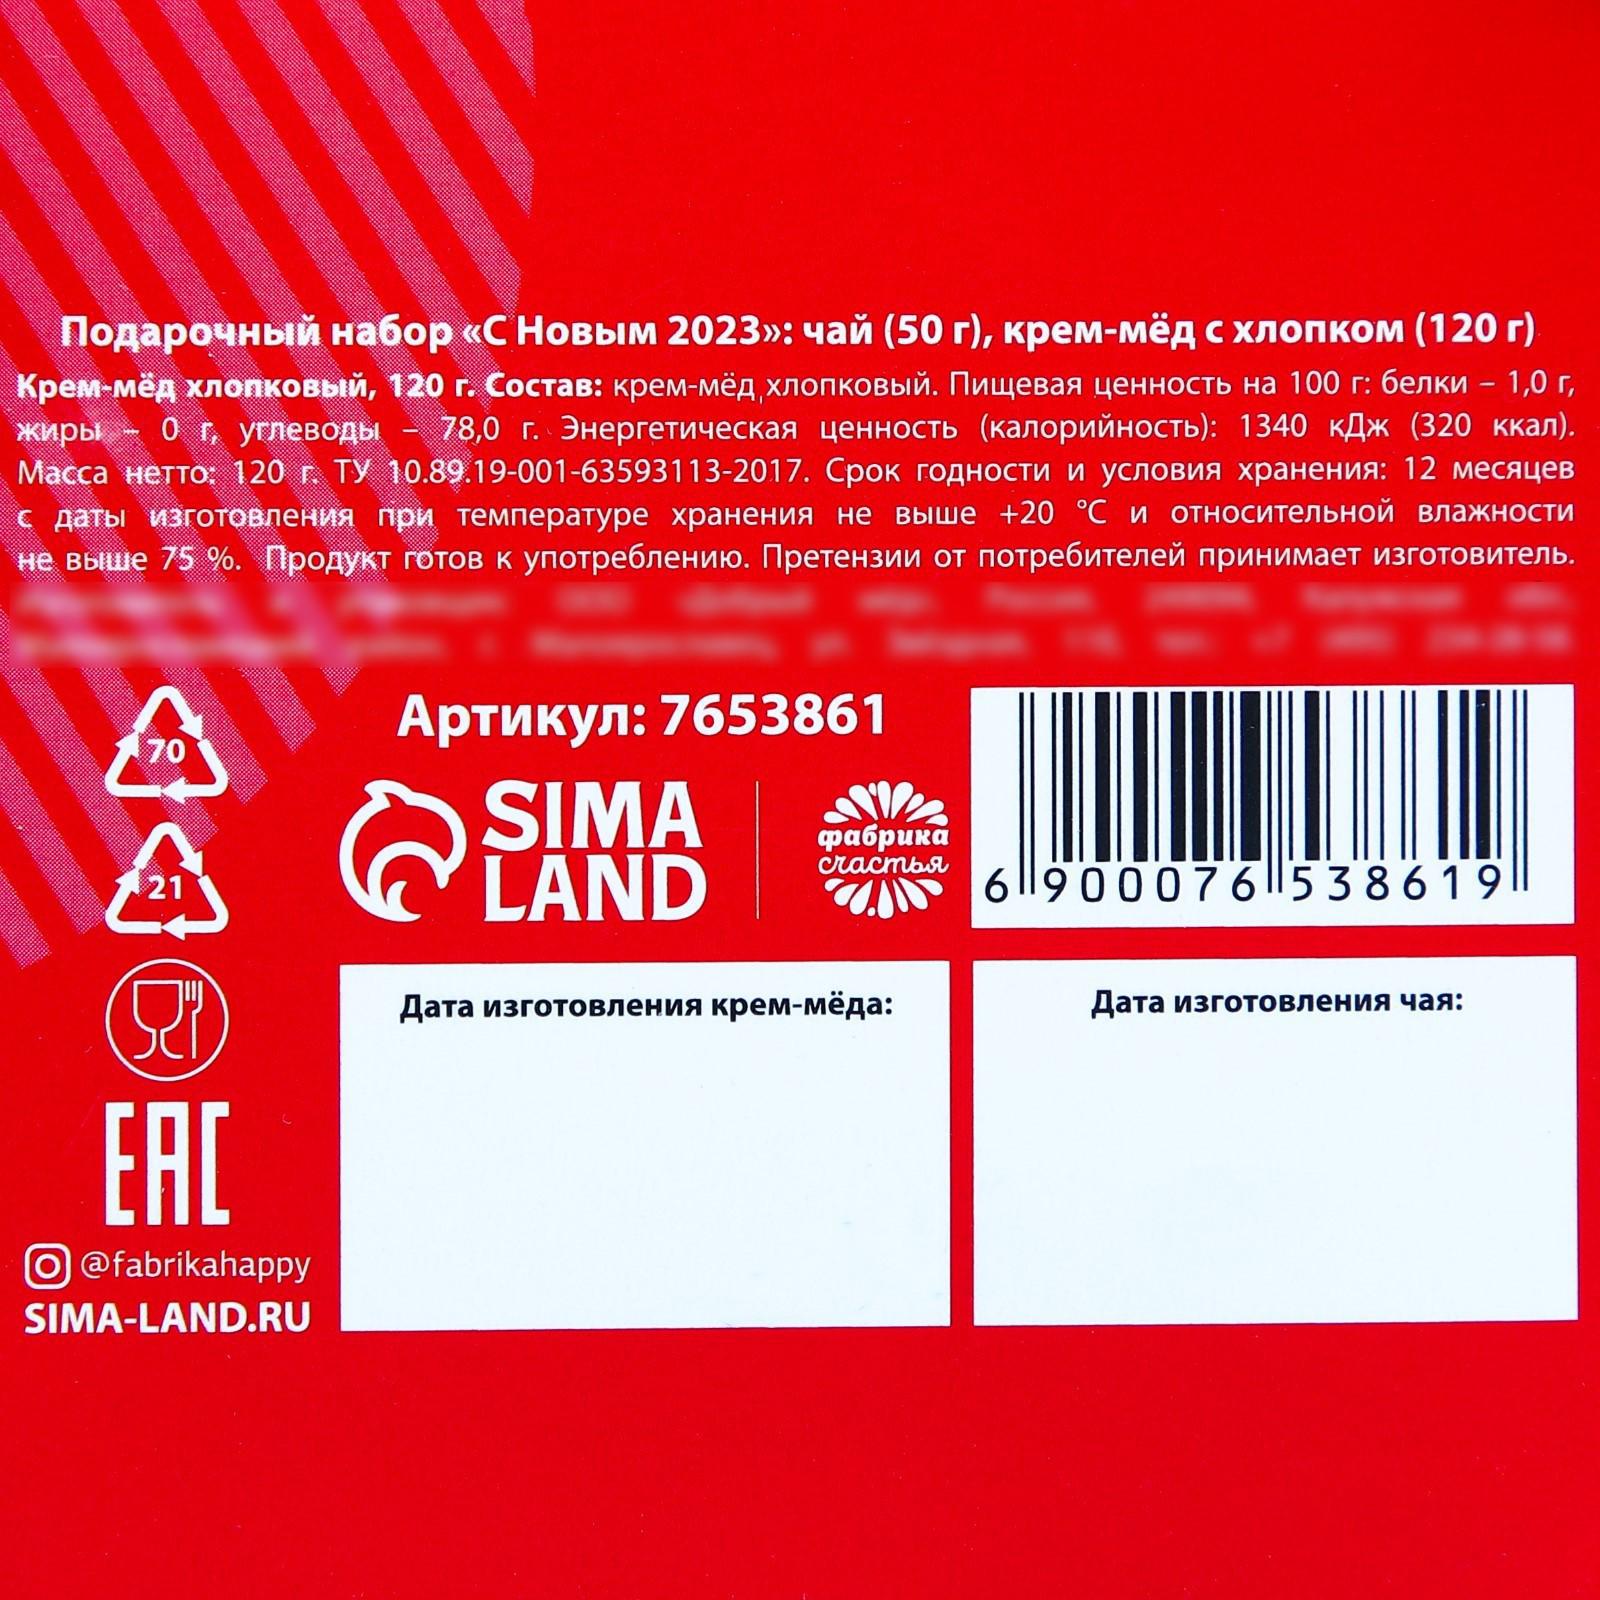 Подарочный набор «С Новым 2023»: чай (50 г), крем-мёд с хлопком (120 г)
Крем-мёд хлопковый, 120 г. Состав: крем-мёд хлопковый. Пищевая ценность на 100 г: белки – 1,0 г,
жиры – 0 г, углеводы – 78,0 г. Энергетическая ценность (калорийность): 1340 кДж (320 ккал).
Масса нетто: 120 г. ТУ 10.89.19-001-63593113-2017. Срок годности и условия хранения: 12 месяцев
с даты изготовления при температуре хранения не выше +20 °С и относительной влажности
не выше 75 %. Продукт готов к употреблению. Претензии от потребителей принимает изготовитель.
70
Артикул: 7653861
21
SIMA
LAND
фабрика
счастья
6 900076 538619
Дата изготовления крем-мёда:
Дата изготовления чая:
EAC
@fabrikahappy
SIMA-LAND.RU